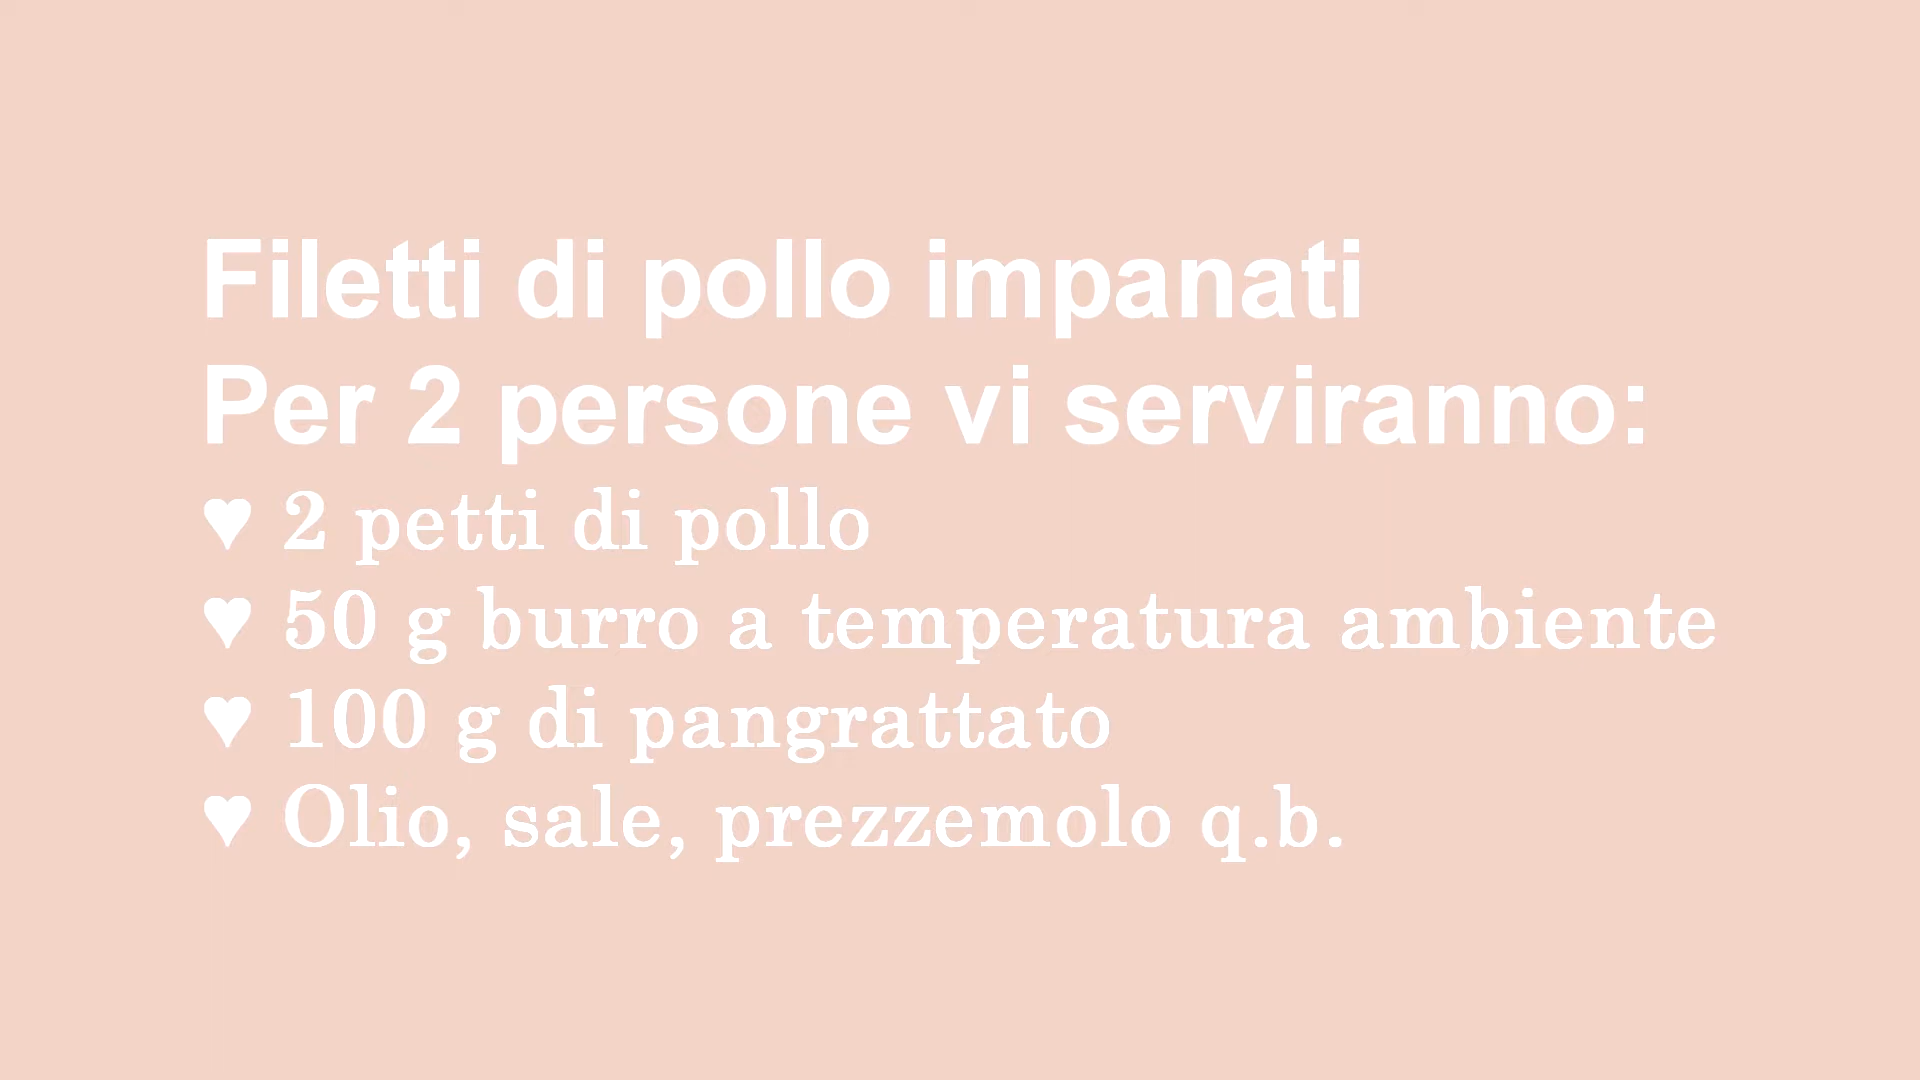 Filetti di pollo impanati
Per 2 persone vi serviranno:
♥ 2 petti di pollo
♥ 50 g burro a temperatura ambiente
♥ 100 g di pangrattato
♥ Olio, sale, prezzemolo q.b.